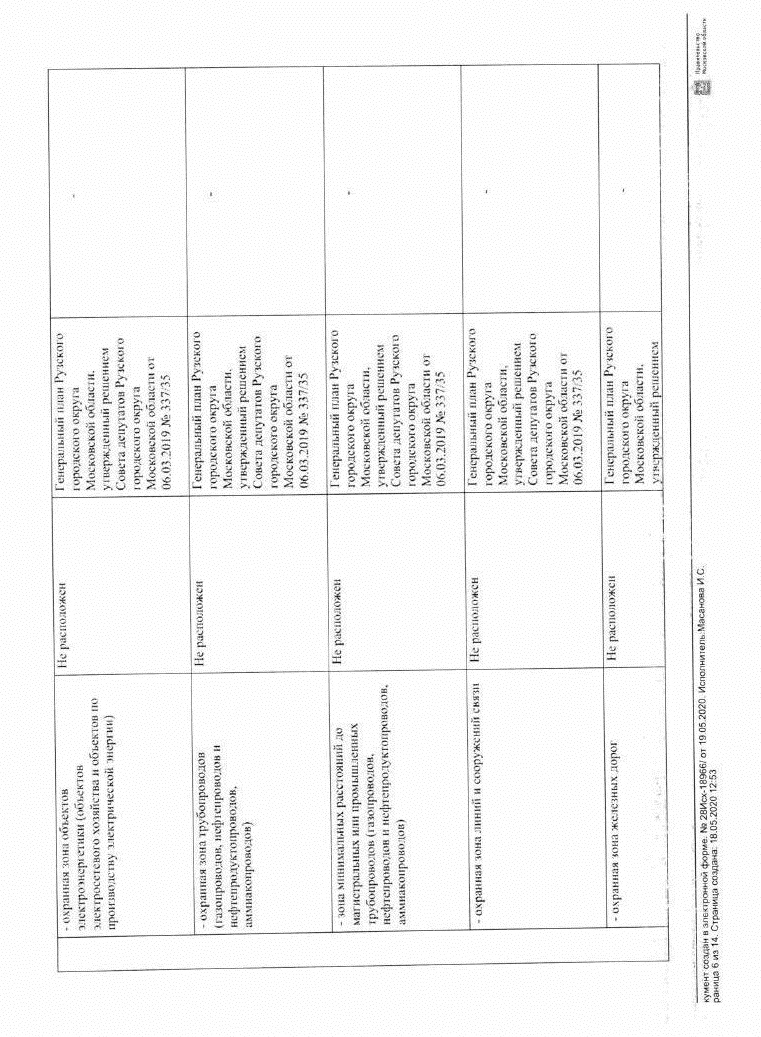 - охранная зона объектов
электроэнергетики (объектов
электросетевого хозяйства и объектов по
производству электрической энергии)
Не расположен
Генеральный план Рузского
городского округа
Московской области,
утвержденный решением
Совета депутатов Рузского
городского округа
Московской области от
06.03.2019 № 337/35
-
- охранная зона трубопроводов
(газопроводов, нефтепроводов и
нефтепродуктопроводов,
аммиакопроводов)
Не расположен
Генеральный план Рузского
городского округа
Московской области,
утвержденный решением
Совета депутатов Рузского
городского округа
Московской области от
06.03.2019 № 337/35
-
- зона минимальных расстояний до
магистральных или промышленных
трубопроводов (газопроводов,
нефтепроводов и нефтепродуктопроводов,
аммиакопроводов)
Не расположен
Генеральный план Рузского
городского округа
Московской области,
утвержденный решением
Совета депутатов Рузского
городского округа
Московской области от
06.03.2019 № 337/35
-
- охранная зона линий и сооружений связи
Не расположен
Генеральный план Рузского
городского округа
Московской области,
утвержденный решением
Совета депутатов Рузского
городского округа
Московской области от
06.03.2019 № 337/35
-
- охранная зона железных дорог
Не расположен
Генеральный план Рузского
городского округа
Московской области,
утвержденный решением
-
кумент создан в электронной форме. № 28Исх-18966/ от 19.05.2020. Исполнитель:Масанова И.С.
раница 6 из 14. Страница создана: 18.05.2020 12:53
Правительство
Московской области